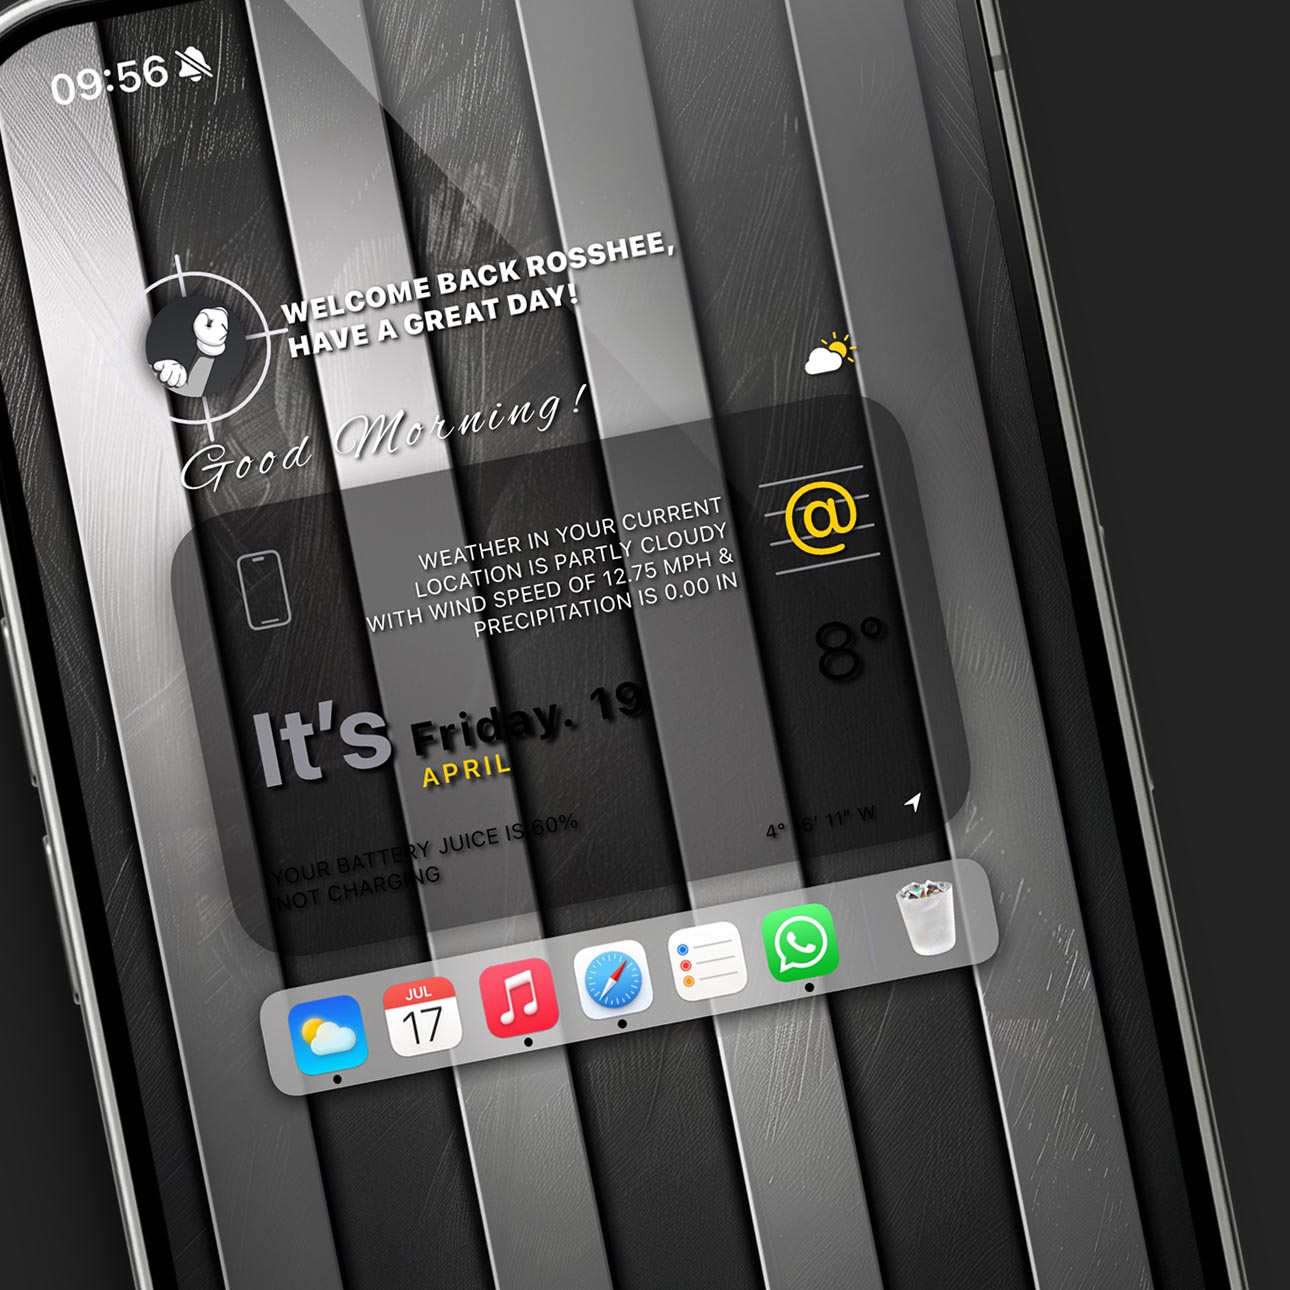 09:56
WELCOME BACK ROSSHEE,
HAVE A GREAT DAY!
Good Morning!
WEATHER IN YOUR CURRENT
LOCATION IS PARTLY CLOUDY
WITH WIND SPEED OF 12.75 MPH &
PRECIPITATION IS 0.00 IN
@
8°
It's Friday. 19
APRIL
YOUR BATTERY JUICE IS 60%
NOT CHARGING
4° 6' 11" W
JUL
17